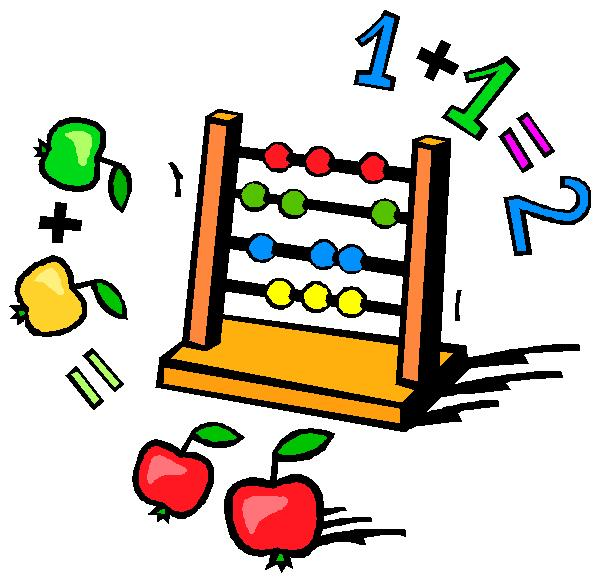 1+1=2
+
=